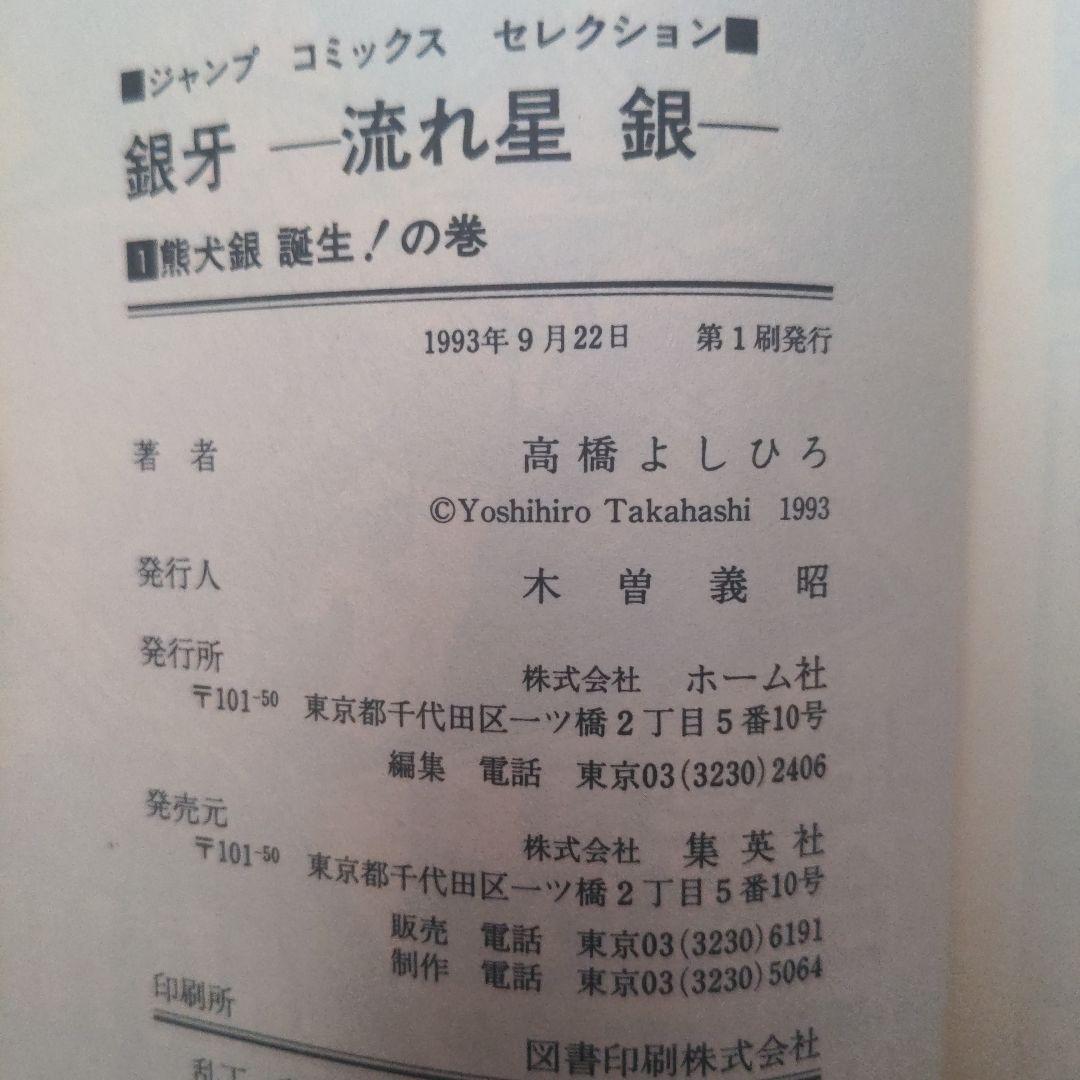 ■ジャンプ コミックス セレクション■
銀牙 ―流れ星 銀―
1熊犬銀 誕生!の巻
1993年9月22日 第1刷発行
著者 高橋よしひろ
©Yoshihiro Takahashi 1993
発行人 木曽義昭
発行所 株式会社 ホーム社
〒101-50 東京都千代田区一ツ橋2丁目5番10号
編集 電話 東京03(3230)2406
発売元 株式会社 集英社
〒101-50 東京都千代田区一ツ橋2丁目5番10号
販売 電話 東京03(3230)6191
制作 電話 東京03(3230)5064
印刷所 図書印刷株式会社
乱丁